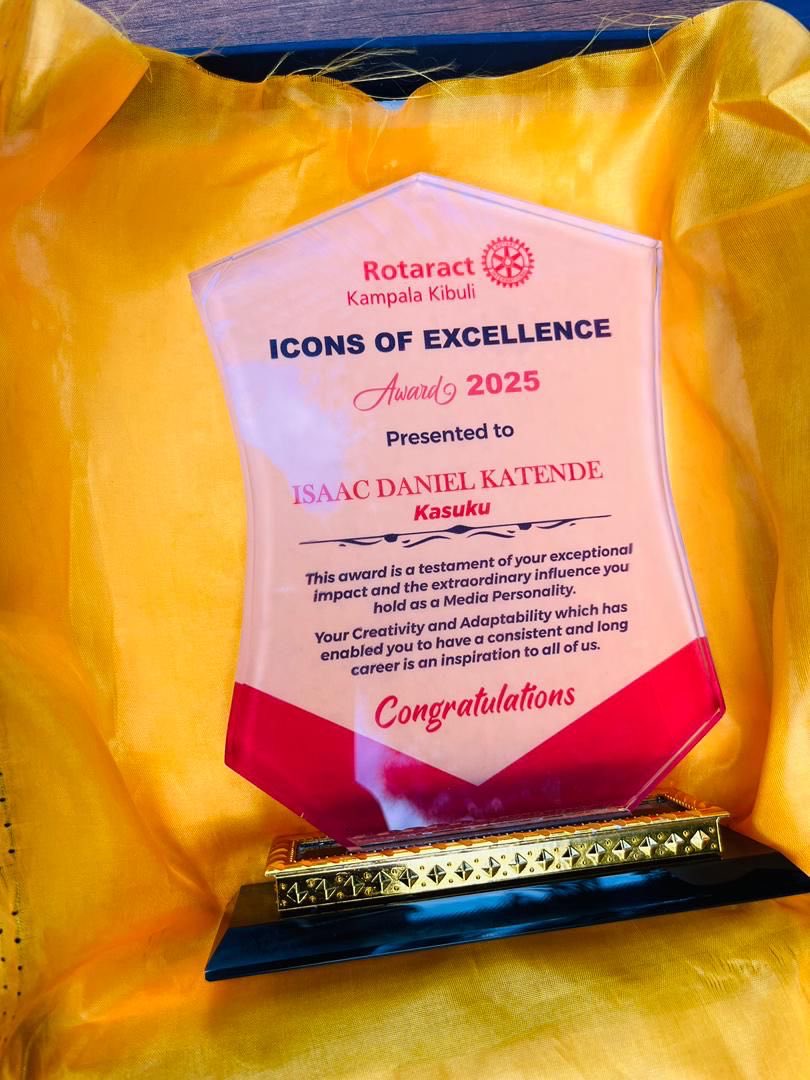 Rotaract
Kampala Kibuli
ICONS OF EXCELLENCE
Award 2025
Presented to
ISAAC DANIEL KATENDE
Kasuku
This award is a testament of your exceptional
impact and the extraordinary influence you
hold as a Media Personality.
Your Creativity and Adaptability which has
enabled you to have a consistent and long
career is an inspiration to all of us.
Congratulations